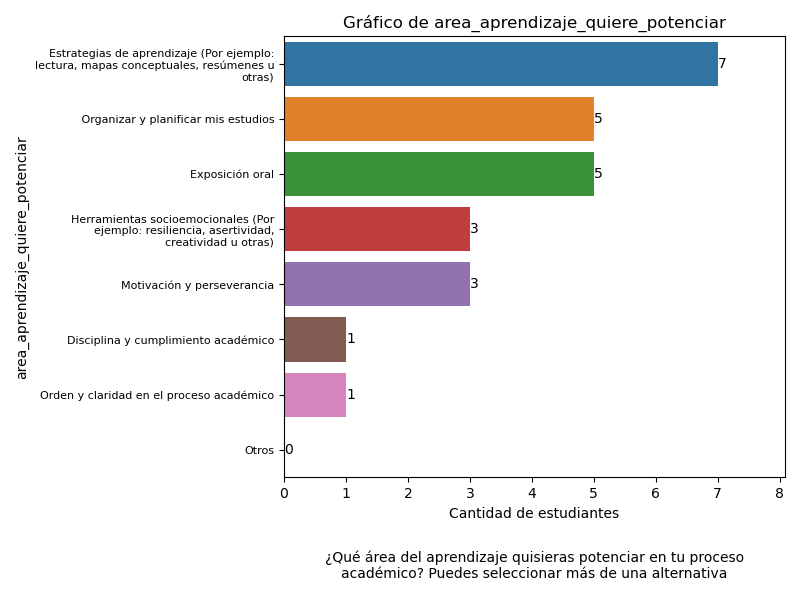 Gráfico de area_aprendizaje_quiere_potenciar
Estrategias de aprendizaje (Por ejemplo:
lectura, mapas conceptuales, resúmenes u
otras)
7
Organizar y planificar mis estudios
5
Exposición oral
5
Herramientas socioemocionales (Por
ejemplo: resiliencia, asertividad,
creatividad u otras)
3
Motivación y perseverancia
3
Disciplina y cumplimiento académico
1
Orden y claridad en el proceso académico
1
Otros
0
area_aprendizaje_quiere_potenciar
0 1 2 3 4 5 6 7 8
Cantidad de estudiantes
¿Qué área del aprendizaje quisieras potenciar en tu proceso
académico? Puedes seleccionar más de una alternativa